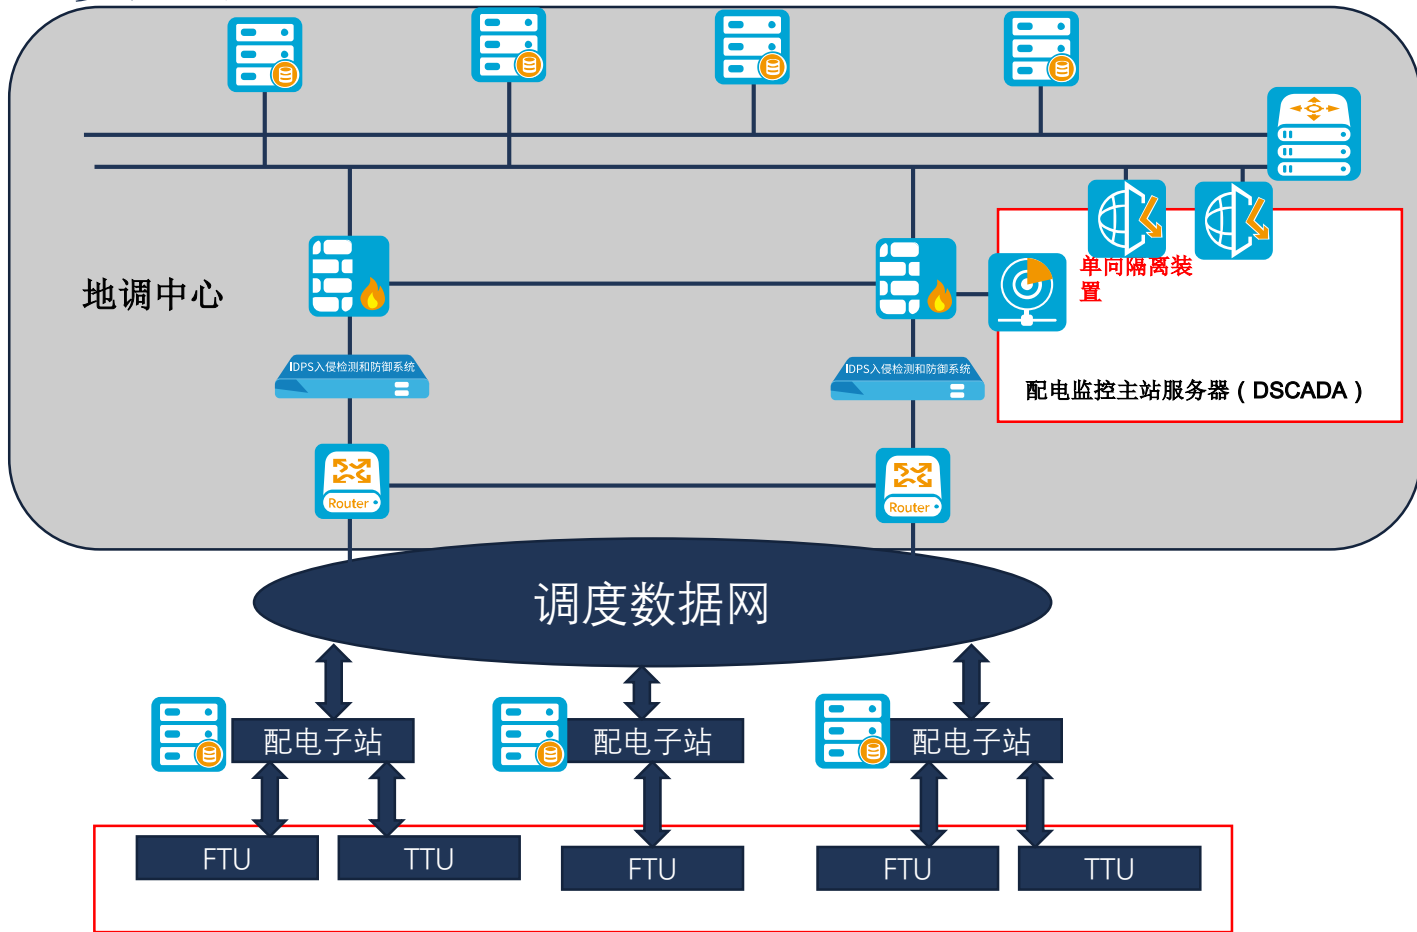 单向隔离装
置
地调中心
IDPS入侵检测和防御系统
IDPS入侵检测和防御系统
配电监控主站服务器（DSCADA）
Router
Router
调度数据网
配电子站
配电子站
配电子站
FTU
TTU
FTU
FTU
TTU